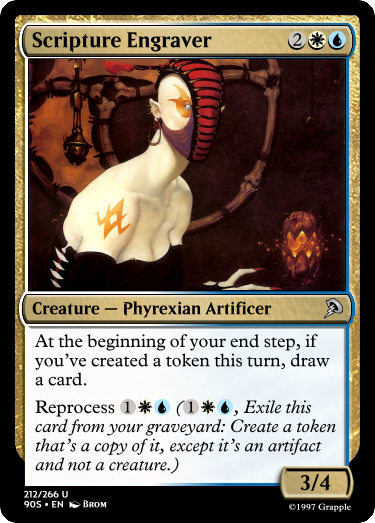 Scripture Engraver 2
Creature — Phyrexian Artificer
At the beginning of your end step, if
you've created a token this turn, draw
a card.
Reprocess 1 (1, Exile this
card from your graveyard: Create a token
that's a copy of it, except it's an artifact
and not a creature.)
3/4
212/266 U
90S • EN BROM
©1997 Grapple